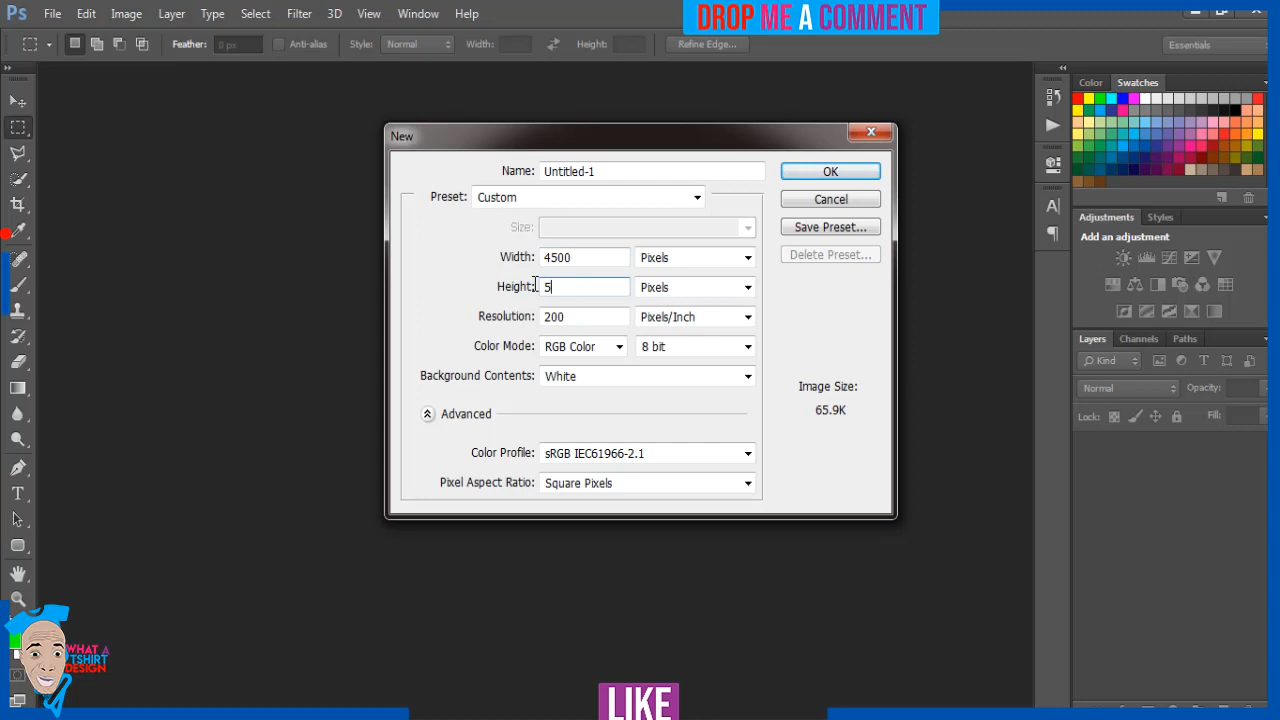 DROP ME A COMMENT
Ps File Edit Image Layer Type Select Filter 3D View Window Help
Feather: 0 px Anti-alias Style: Normal Width: Height: Refine Edge... Essentials
Color Swatches
New
Name: Untitled-1 OK
Preset: Custom Cancel
Size: Save Preset...
Width: 4500 Pixels Delete Preset...
Height: 5 Pixels
Resolution: 200 Pixels/Inch
Color Mode: RGB Color 8 bit
Background Contents: White
Image Size:
65.9K
Advanced
Color Profile: sRGB IEC61966-2.1
Pixel Aspect Ratio: Square Pixels
Adjustments Styles
Add an adjustment
Layers Channels Paths
Kind
Normal Opacity:
Lock: Fill:
WHAT A
TSHIRT
DESIGN
LIKE